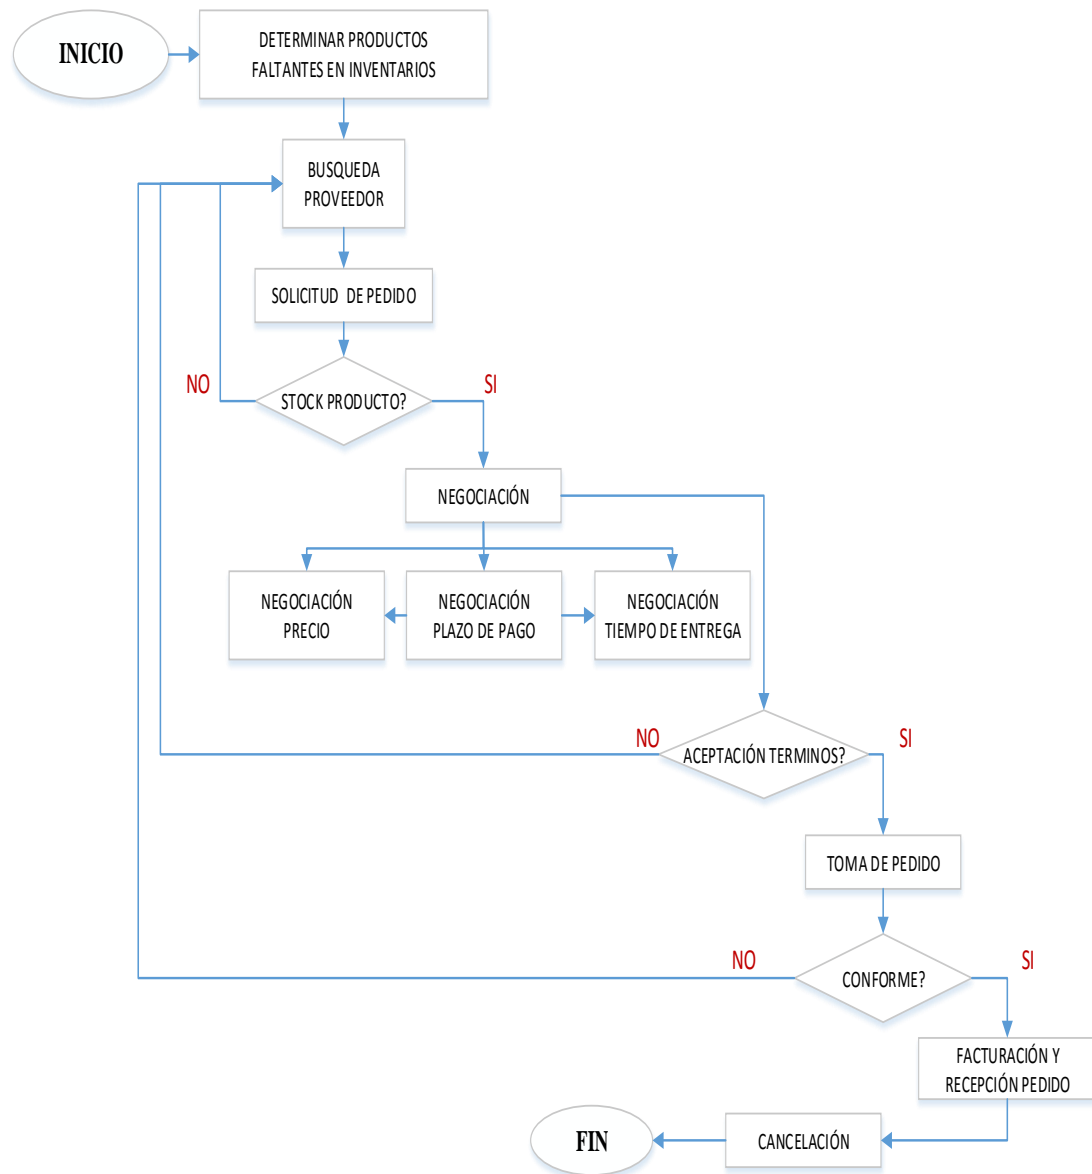 INICIO
DETERMINAR PRODUCTOS
FALTANTES EN INVENTARIOS
BUSQUEDA
PROVEEDOR
SOLICITUD DE PEDIDO
NO
SI
STOCK PRODUCTO?
NEGOCIACIÓN
NEGOCIACIÓN
PRECIO
NEGOCIACIÓN
PLAZO DE PAGO
NEGOCIACIÓN
TIEMPO DE ENTREGA
NO
SI
ACEPTACIÓN TERMINOS?
TOMA DE PEDIDO
NO
SI
CONFORME?
FACTURACIÓN Y
RECEPCIÓN PEDIDO
CANCELACIÓN
FIN